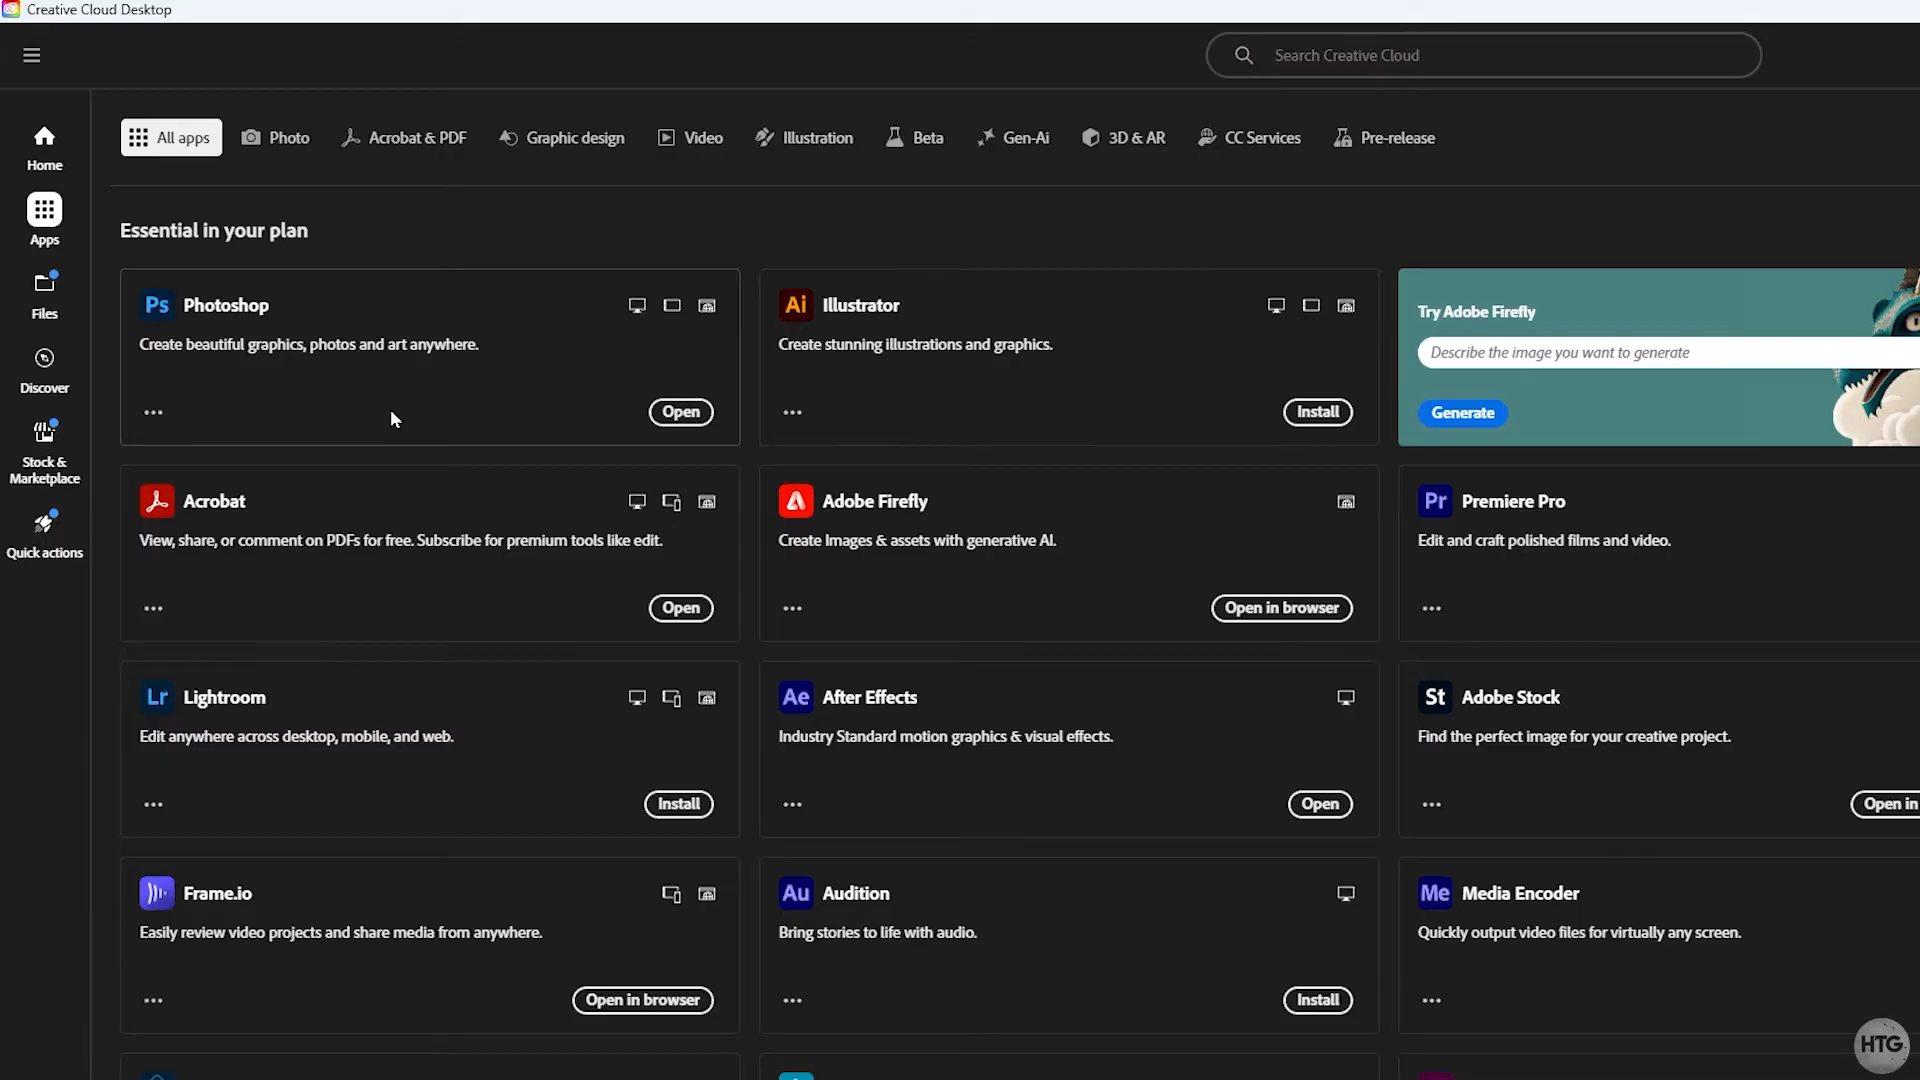 Creative Cloud Desktop
Search Creative Cloud
All apps
Photo
Acrobat & PDF
Graphic design
Video
Illustration
Beta
Gen-Ai
3D & AR
CC Services
Pre-release
Home
Apps
Files
Discover
Stock &
Marketplace
Quick actions
Essential in your plan
Ps Photoshop
Create beautiful graphics, photos and art anywhere.
Open
Ai Illustrator
Create stunning illustrations and graphics.
Install
Try Adobe Firefly
Describe the image you want to generate
Generate
Acrobat
View, share, or comment on PDFs for free. Subscribe for premium tools like edit.
Open
Adobe Firefly
Create Images & assets with generative AI.
Open in browser
Pr Premiere Pro
Edit and craft polished films and video.
Lr Lightroom
Edit anywhere across desktop, mobile, and web.
Install
Ae After Effects
Industry Standard motion graphics & visual effects.
Open
St Adobe Stock
Find the perfect image for your creative project.
Open in
Frame.io
Easily review video projects and share media from anywhere.
Open in browser
Au Audition
Bring stories to life with audio.
Install
Me Media Encoder
Quickly output video files for virtually any screen.
HTG